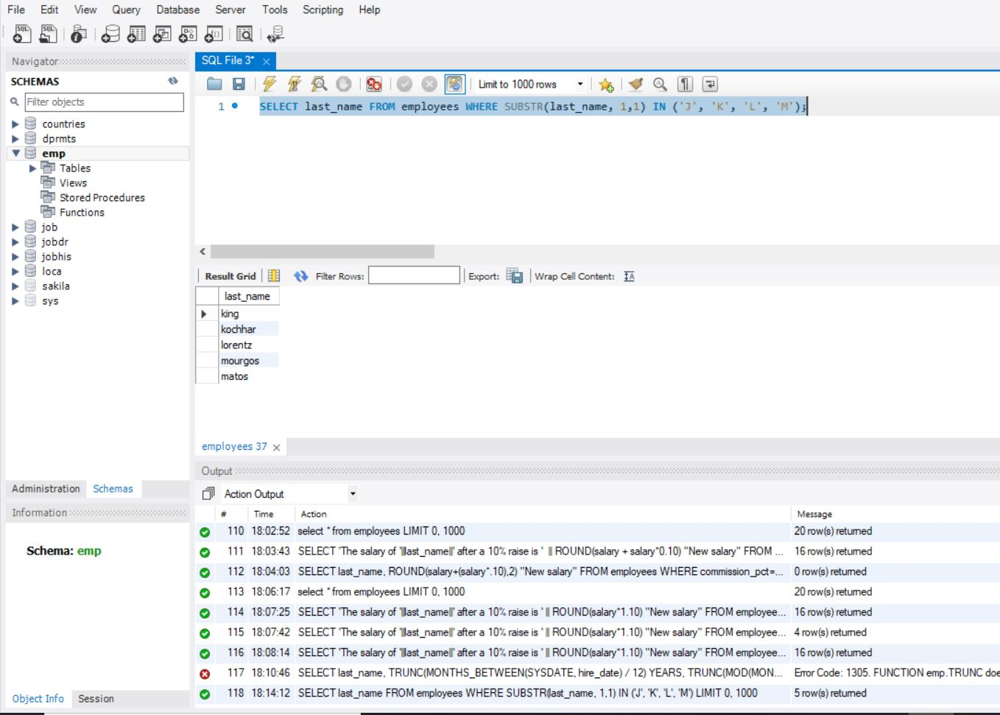 File Edit View Query Database Server Tools Scripting Help
Navigator
SCHEMAS
Filter objects
countries
dprmts
emp
Tables
Views
Stored Procedures
Functions
job
jobdr
jobhis
loca
sakila
sys
Administration Schemas
Information
Schema: emp
Object Info Session
SQL File 3*
Limit to 1000 rows
1 SELECT last_name FROM employees WHERE SUBSTR(last_name, 1,1) IN ('J', 'K', 'L', 'M');
Result Grid Filter Rows: Export: Wrap Cell Content:
last_name
king
kochhar
lorentz
mourgos
matos
employees 37
Output
Action Output
# Time Action Message
110 18:02:52 select * from employees LIMIT 0, 1000 20 row(s) returned
111 18:03:43 SELECT 'The salary of '||last_name||' after a 10% raise is ' || ROUND(salary + salary*0.10) "New salary" FROM ... 16 row(s) returned
112 18:04:03 SELECT last_name, ROUND(salary+(salary*.10),2) "New salary" FROM employees WHERE commission_pct=... 0 row(s) returned
113 18:06:17 select * from employees LIMIT 0, 1000 20 row(s) returned
114 18:07:25 SELECT 'The salary of '||last_name||' after a 10% raise is ' || ROUND(salary*1.10) "New salary" FROM employee... 16 row(s) returned
115 18:07:42 SELECT 'The salary of '||last_name||' after a 10% raise is ' || ROUND(salary*1.10) "New salary" FROM employee... 4 row(s) returned
116 18:08:14 SELECT 'The salary of '||last_name||' after a 10% raise is ' || ROUND(salary*1.10) "New salary" FROM employee... 16 row(s) returned
117 18:10:46 SELECT last_name, TRUNC(MONTHS_BETWEEN(SYSDATE, hire_date) / 12) YEARS, TRUNC(MOD(MON... Error Code: 1305. FUNCTION emp.TRUNC doe
118 18:14:12 SELECT last_name FROM employees WHERE SUBSTR(last_name, 1,1) IN ('J', 'K', 'L', 'M') LIMIT 0, 1000 5 row(s) returned